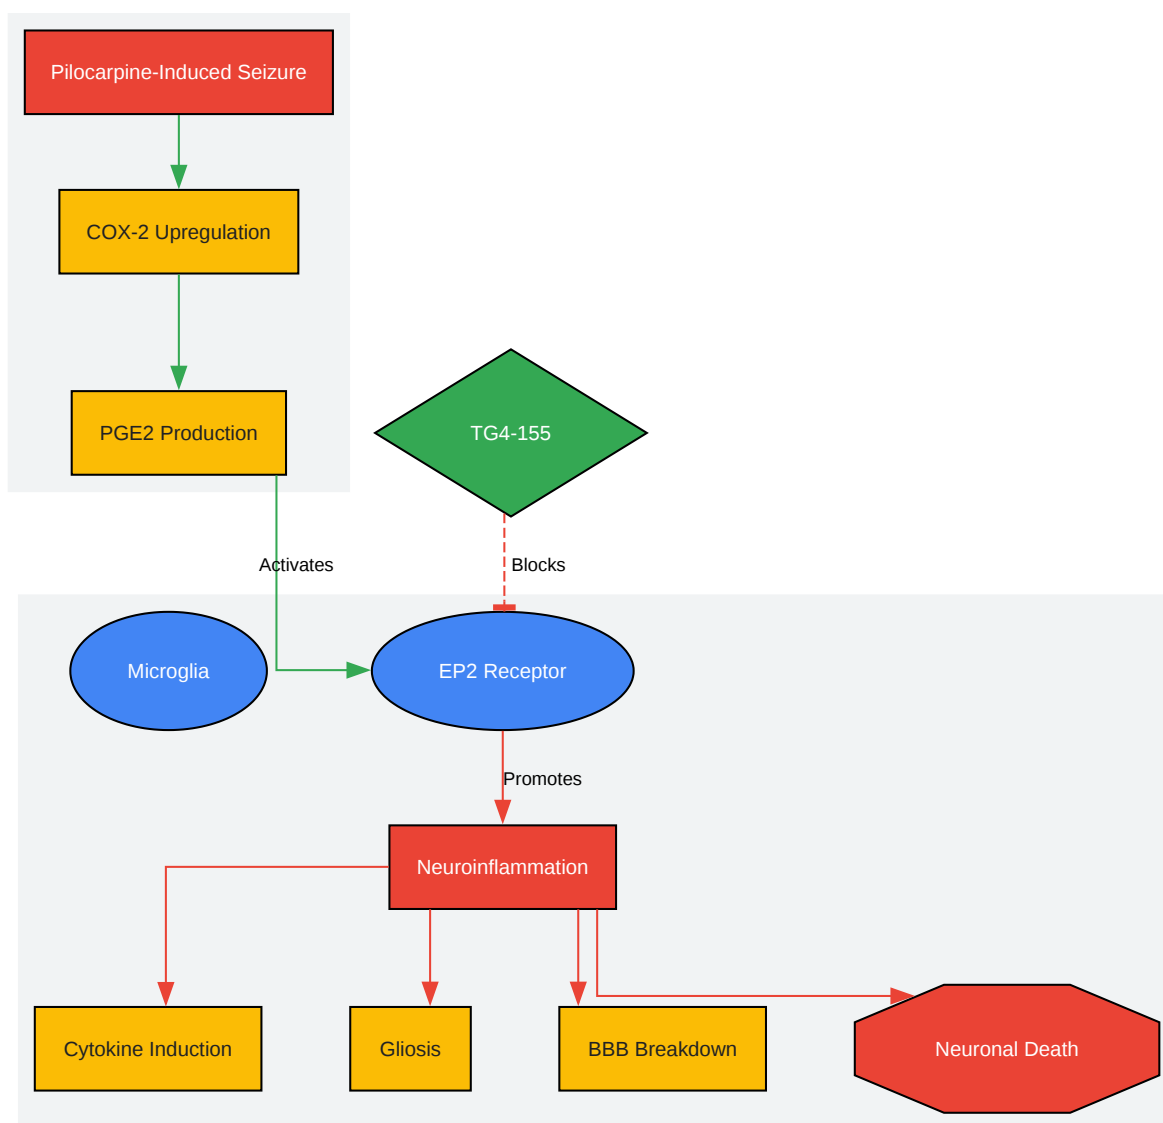 Pilocarpine-Induced Seizure
COX-2 Upregulation
PGE2 Production
TG4-155
Activates
Blocks
Microglia
EP2 Receptor
Promotes
Neuroinflammation
Cytokine Induction
Gliosis
BBB Breakdown
Neuronal Death